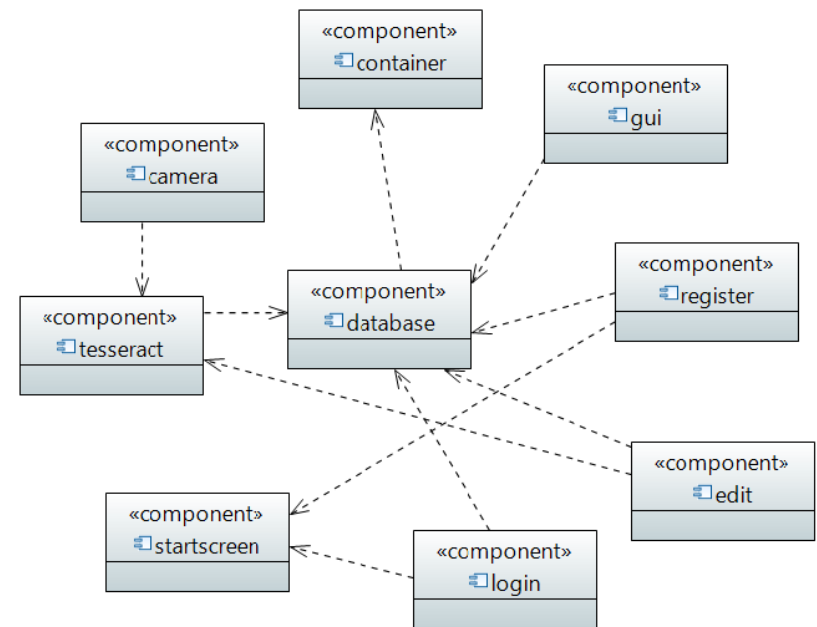 «component»
container
«component»
gui
«component»
camera
«component»
register
«component»
database
«component»
tesseract
«component»
edit
«component»
startscreen
«component»
login